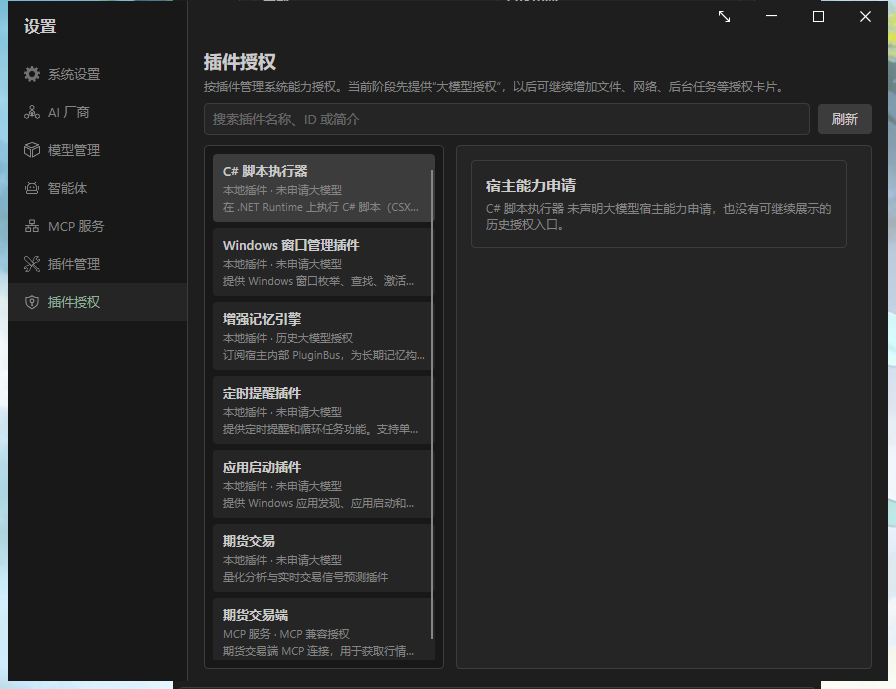 设置
系统设置
AI 厂商
模型管理
智能体
MCP 服务
插件管理
插件授权
插件授权
按插件管理系统能力授权。当前阶段先提供“大模型授权”，以后可继续增加文件、网络、后台任务等授权卡片。
搜索插件名称、ID 或简介
刷新
C# 脚本执行器
本地插件 · 未申请大模型
在 .NET Runtime 上执行 C# 脚本（CSX...
Windows 窗口管理插件
本地插件 · 未申请大模型
提供 Windows 窗口枚举、查找、激活...
增强记忆引擎
本地插件 · 历史大模型授权
订阅宿主内部 PluginBus，为长期记忆构...
定时提醒插件
本地插件 · 未申请大模型
提供定时提醒和循环任务功能。支持单...
应用启动插件
本地插件 · 未申请大模型
提供 Windows 应用发现、应用启动和...
期货交易
本地插件 · 未申请大模型
量化分析与实时交易信号预测插件
期货交易端
MCP 服务 · MCP 兼容授权
期货交易端 MCP 连接，用于获取行情...
宿主能力申请
C# 脚本执行器 未声明大模型宿主能力申请，也没有可继续展示的
历史授权入口。